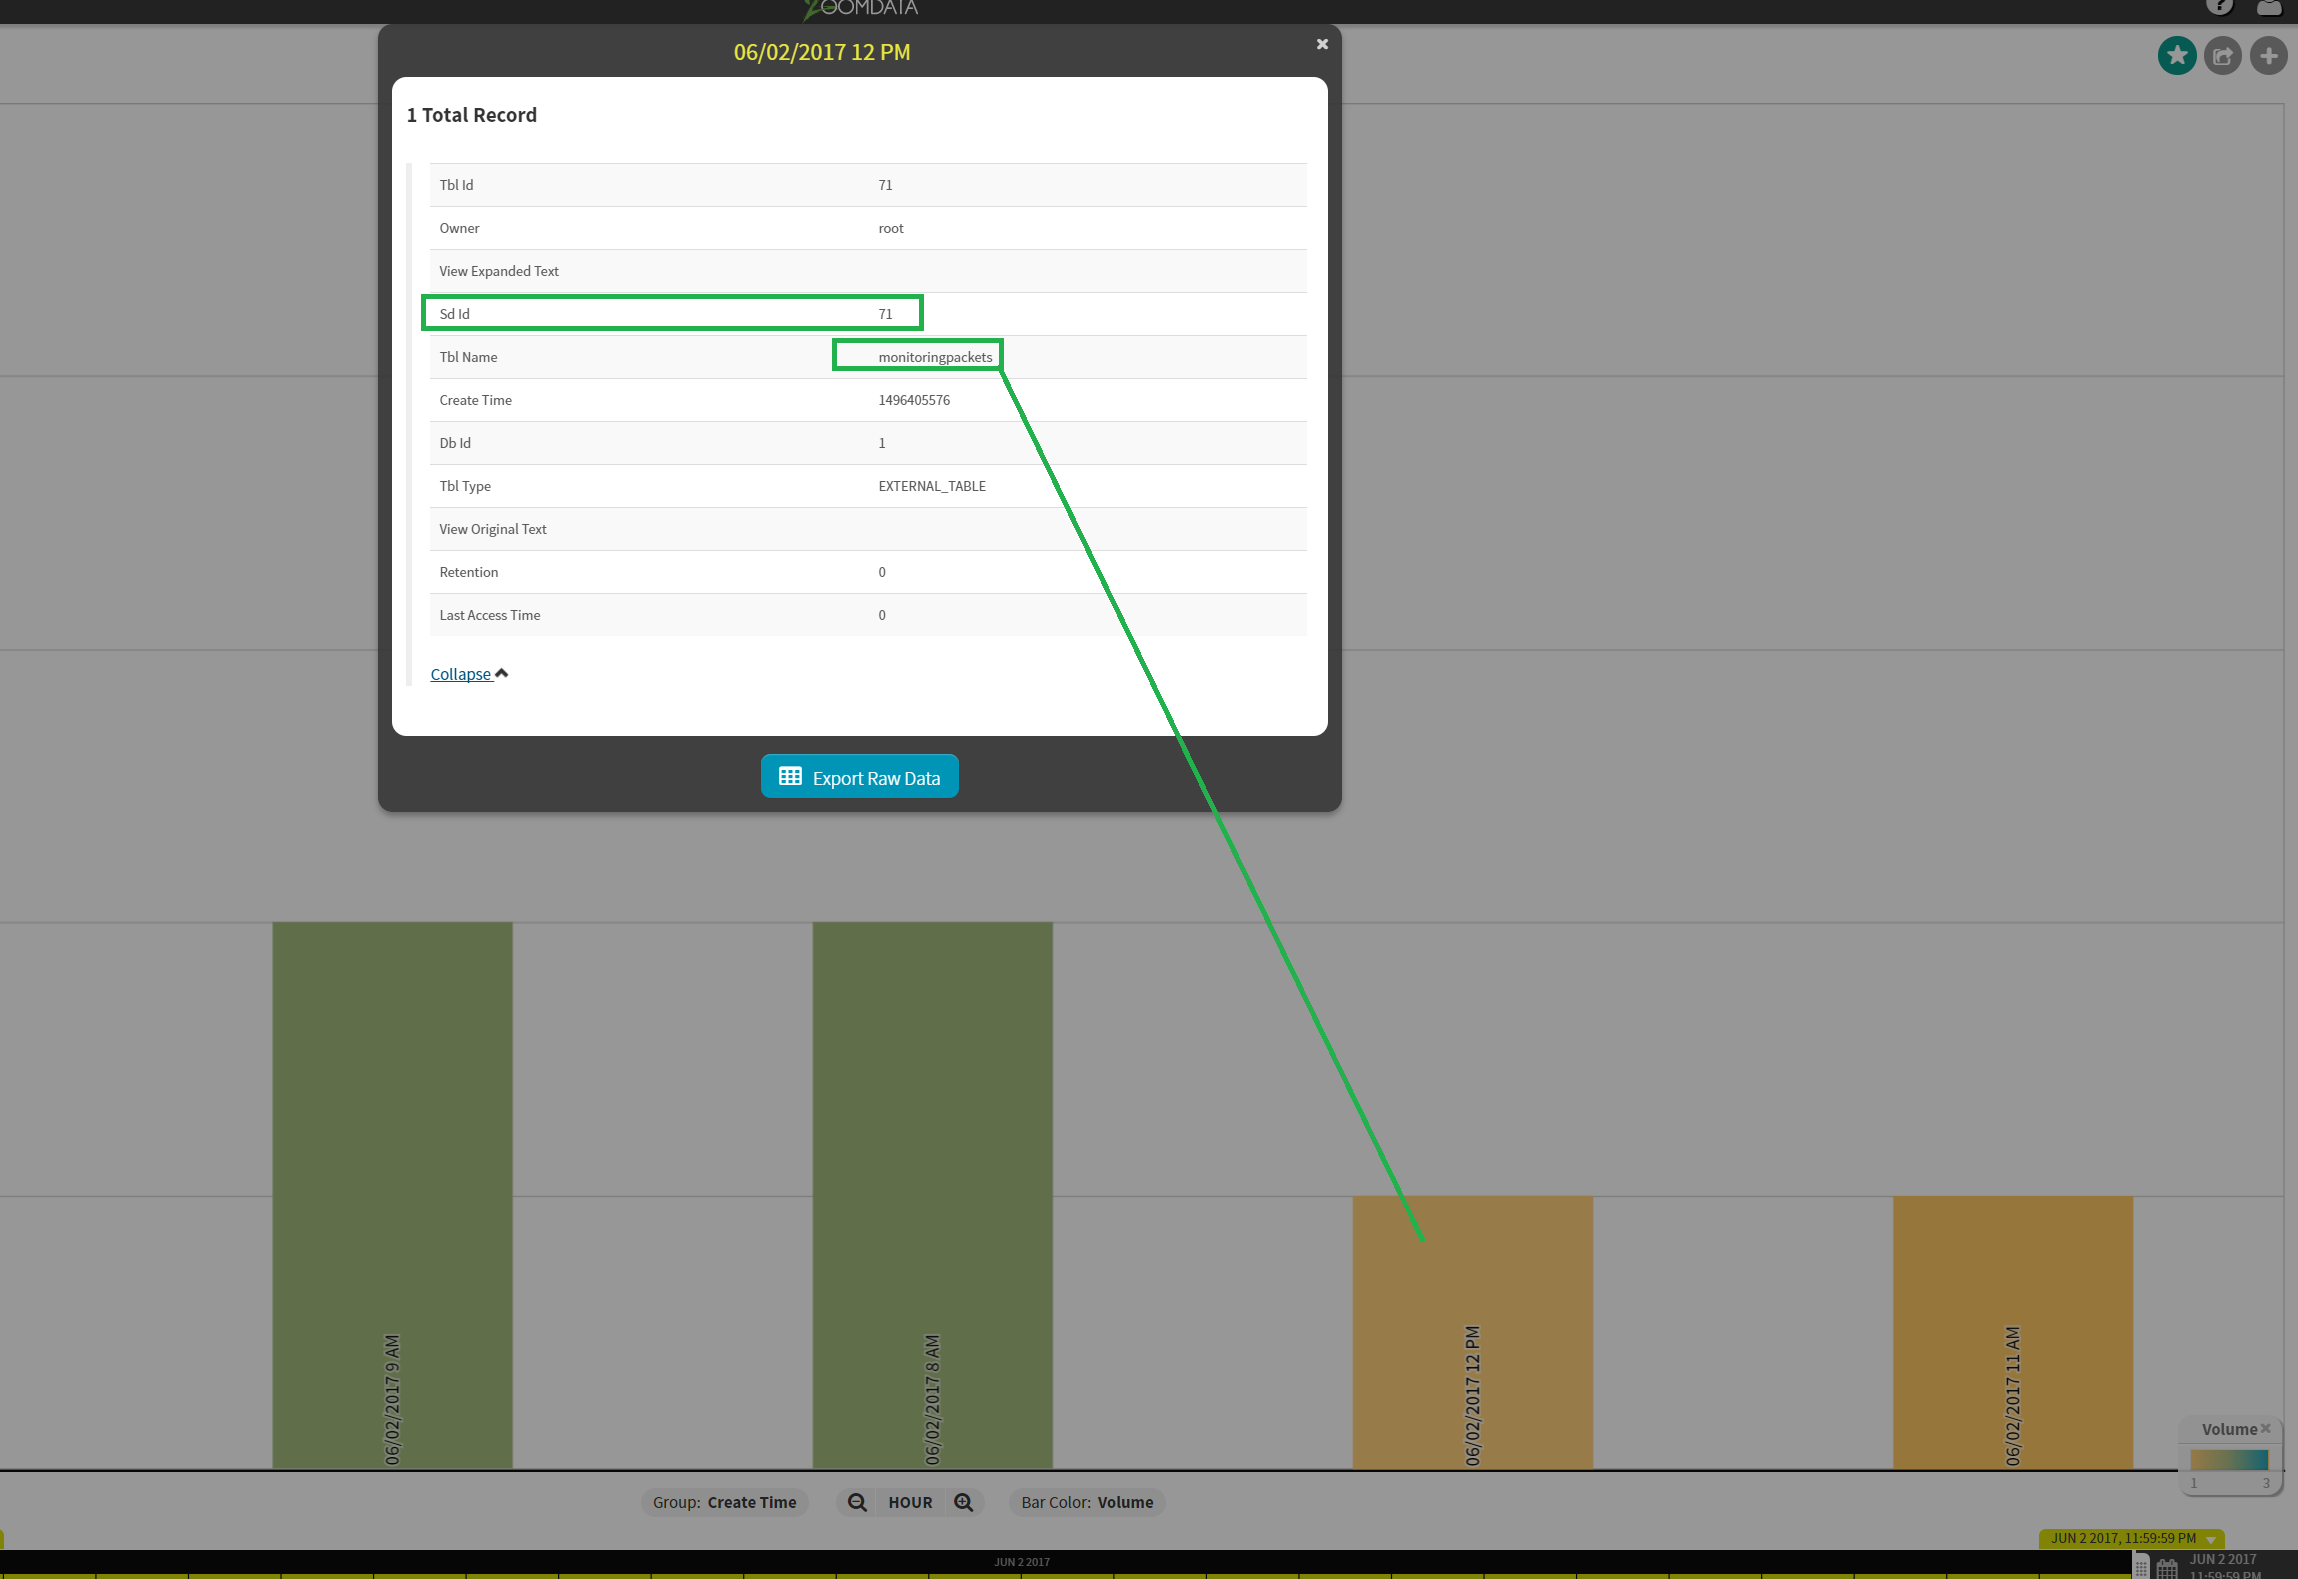 ZOOMDATA
06/02/2017 12 PM
1 Total Record
Tbl Id 71
Owner root
View Expanded Text
Sd Id 71
Tbl Name monitoringpackets
Create Time 1496405576
Db Id 1
Tbl Type EXTERNAL_TABLE
View Original Text
Retention 0
Last Access Time 0
Collapse
Export Raw Data
06/02/2017 9 AM
06/02/2017 8 AM
06/02/2017 12 PM
06/02/2017 11 AM
Volume
1 3
Group: Create Time HOUR Bar Color: Volume
JUN 2 2017, 11:59:59 PM
JUN 2 2017
JUN 2 2017
11:59:59 PM